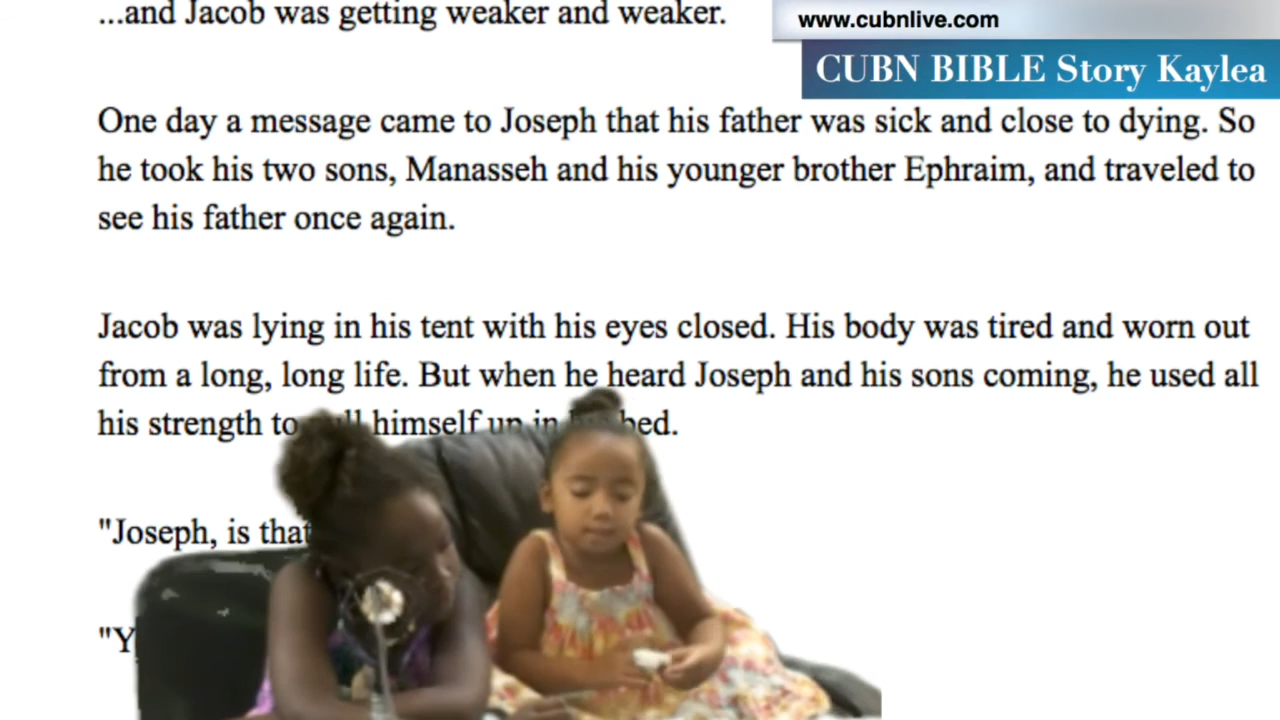 ...and Jacob was getting weaker and weaker.
www.cubnlive.com
CUBN BIBLE Story Kaylea
One day a message came to Joseph that his father was sick and close to dying. So
he took his two sons, Manasseh and his younger brother Ephraim, and traveled to
see his father once again.
Jacob was lying in his tent with his eyes closed. His body was tired and worn out
from a long, long life. But when he heard Joseph and his sons coming, he used all
his strength to himself up in bed.
"Joseph, is that
"Y